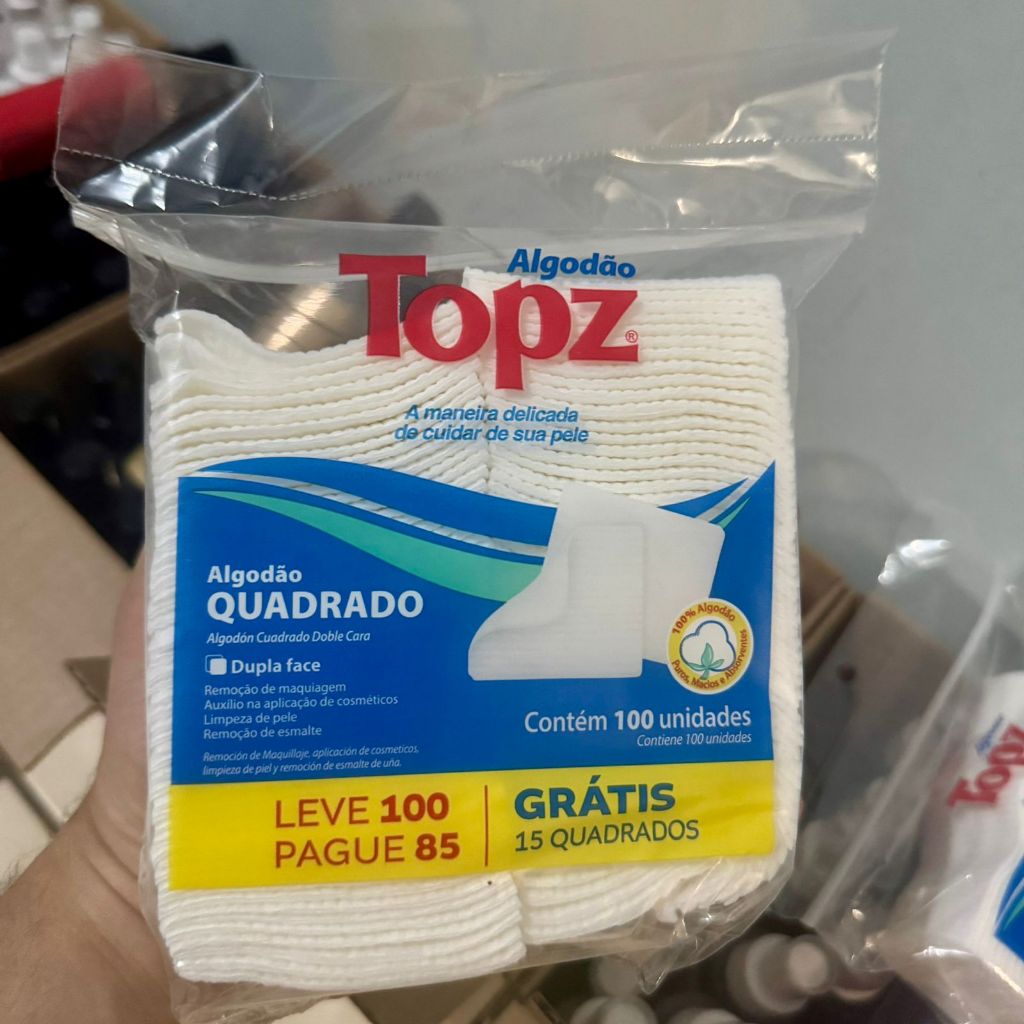 Algodão
Topz®
A maneira delicada
de cuidar de sua pele
Algodão
QUADRADO
Algodón Cuadrado Doble Cara
Dupla face
Remoção de maquiagem
Auxílio na aplicação de cosméticos
Limpeza de pele
Remoção de esmalte
Remoción de Maquillaje, aplicación de cosmeticos,
limpieza de piel y remoción de esmalte de uña.
100% Algodão
Puros, Macios e Absorventes
Contém 100 unidades
Contiene 100 unidades
LEVE 100
PAGUE 85
GRÁTIS
15 QUADRADOS
Algodão
Topz